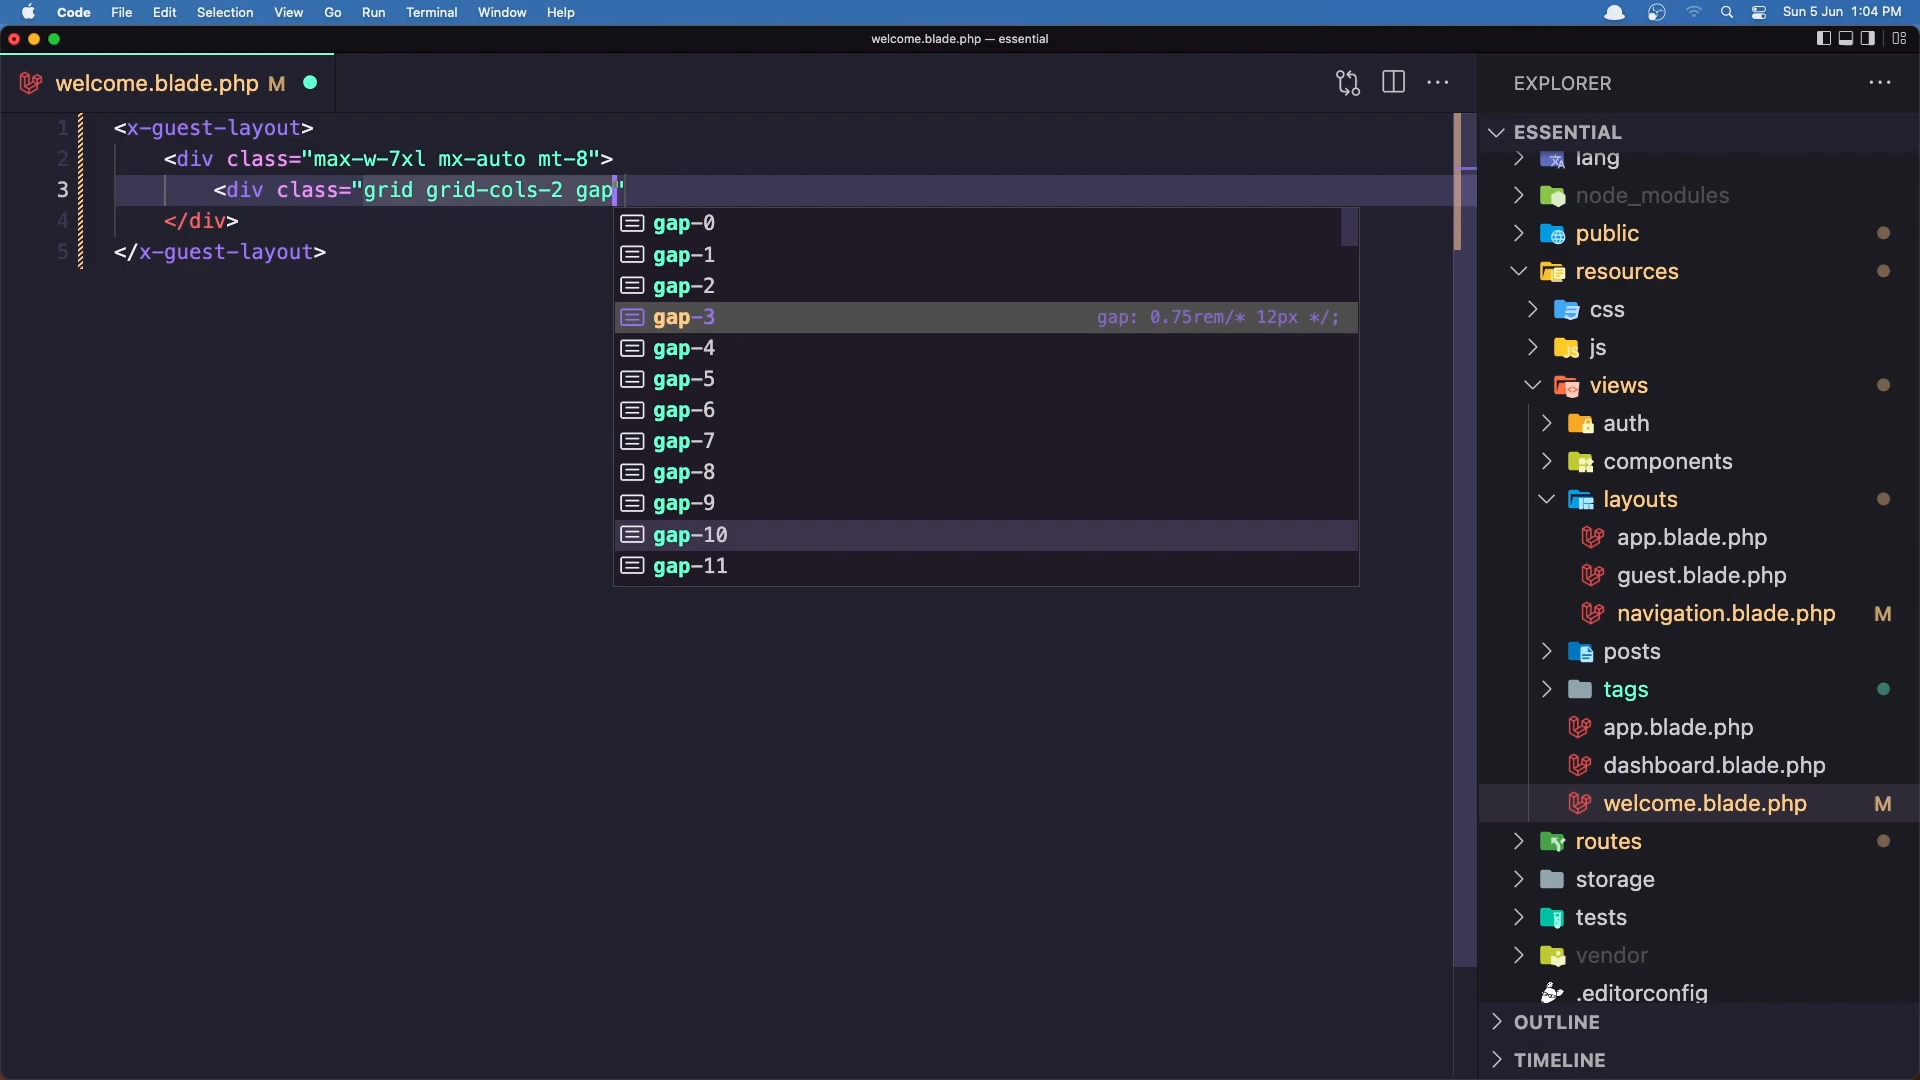 Code File Edit Selection View Go Run Terminal Window Help
Sun 5 Jun 1:04 PM
welcome.blade.php — essential
welcome.blade.php M
1 <x-guest-layout>
2 <div class="max-w-7xl mx-auto mt-8">
3 <div class="grid grid-cols-2 gap"
4 </div>
5 </x-guest-layout>
gap-0
gap-1
gap-2
gap-3 gap: 0.75rem/* 12px */;
gap-4
gap-5
gap-6
gap-7
gap-8
gap-9
gap-10
gap-11
EXPLORER
ESSENTIAL
lang
node_modules
public
resources
css
js
views
auth
components
layouts
app.blade.php
guest.blade.php
navigation.blade.php M
posts
tags
app.blade.php
dashboard.blade.php
welcome.blade.php M
routes
storage
tests
vendor
.editorconfig
OUTLINE
TIMELINE